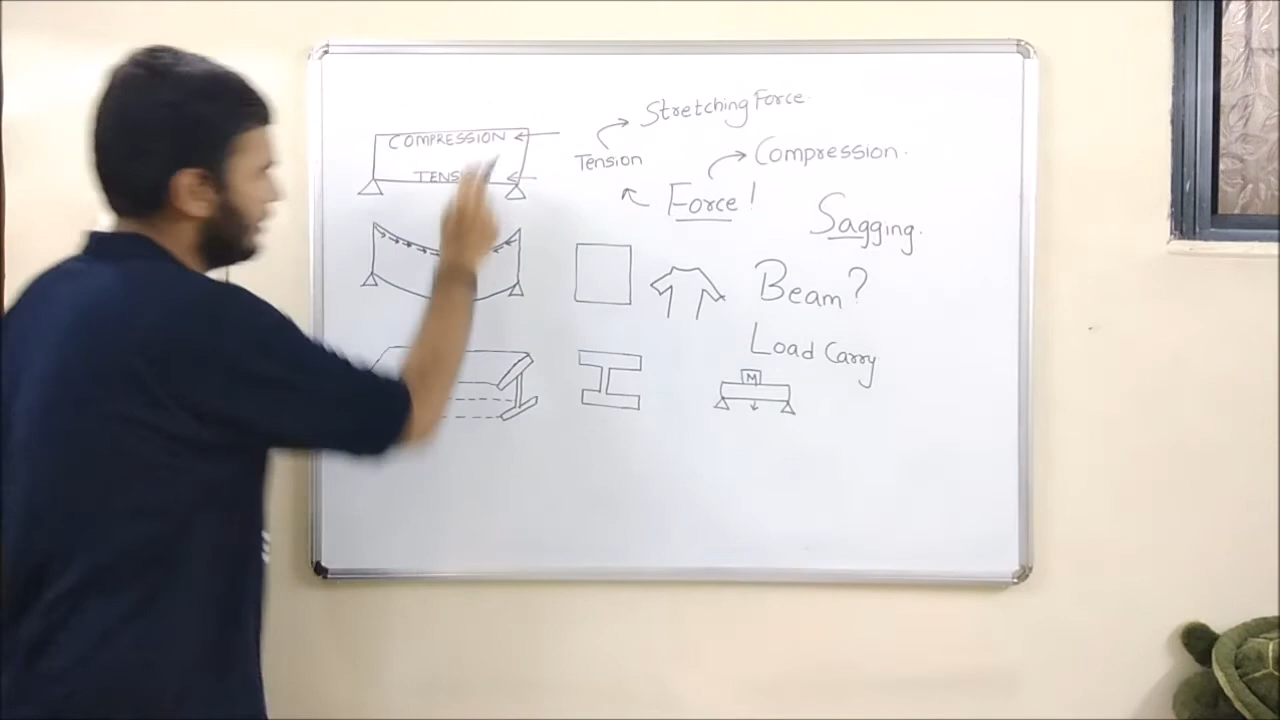 COMPRESSION
Stretching Force.
Tension
Compression.
Force!
Sagging.
Beam?
Load Carry
M